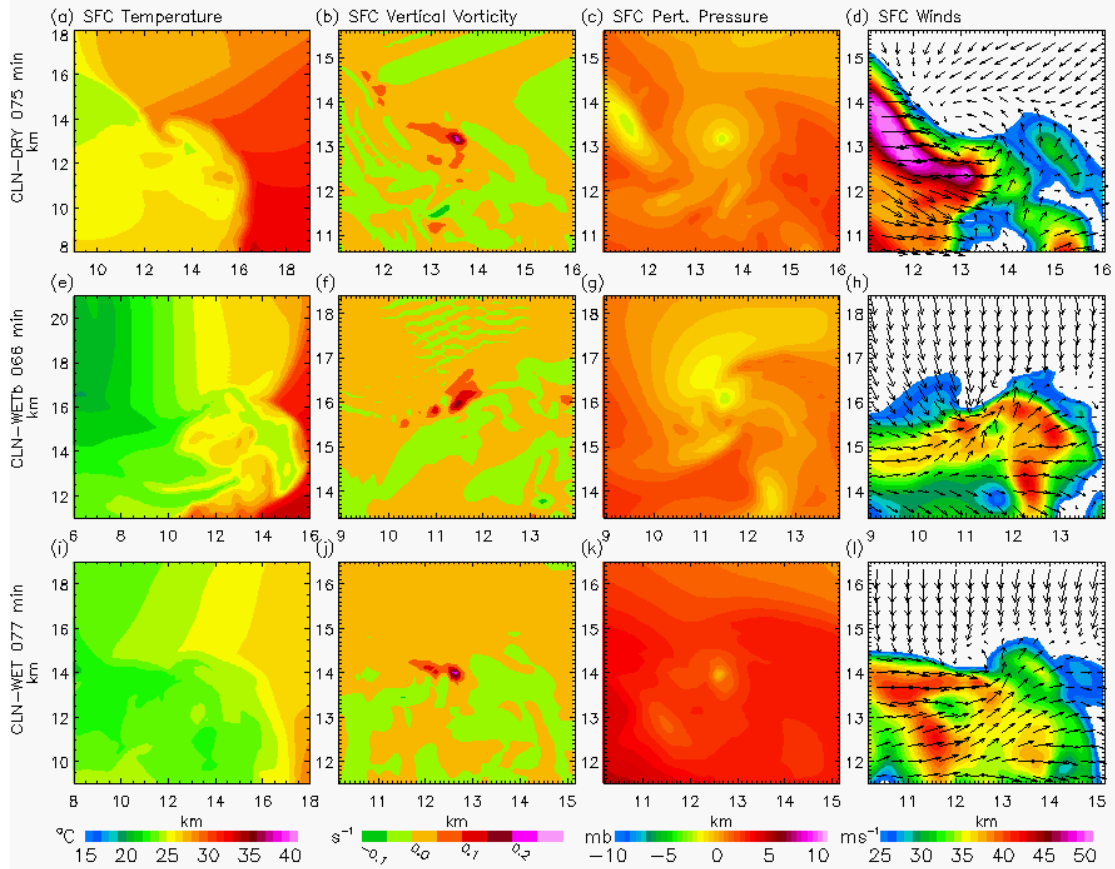 (a) SFC Temperature (b) SFC Vertical Vorticity (c) SFC Pert. Pressure (d) SFC Winds
CLN-DRY 075 min
km
18 16 14 12 10 8
10 12 14 16 18
15 14 13 12 11
12 13 14 15 16
15 14 13 12 11
12 13 14 15 16
15 14 13 12 11
12 13 14 15 16
(e) (f) (g) (h)
CLN-WETb 066 min
km
20 18 16 14 12
6 8 10 12 14 16
18 17 16 15 14
9 10 11 12 13
18 17 16 15 14
9 10 11 12 13
18 17 16 15 14
9 10 11 12 13
(i) (j) (k) (l)
CLN-WET 077 min
km
18 16 14 12 10
8 10 12 14 16 18
16 15 14 13 12
11 12 13 14 15
16 15 14 13 12
11 12 13 14 15
16 15 14 13 12
11 12 13 14 15
km km km km
°C 15 20 25 30 35 40
s⁻¹ -0.1 0.0 0.1 0.2
mb -10 -5 0 5 10
ms⁻¹ 25 30 35 40 45 50